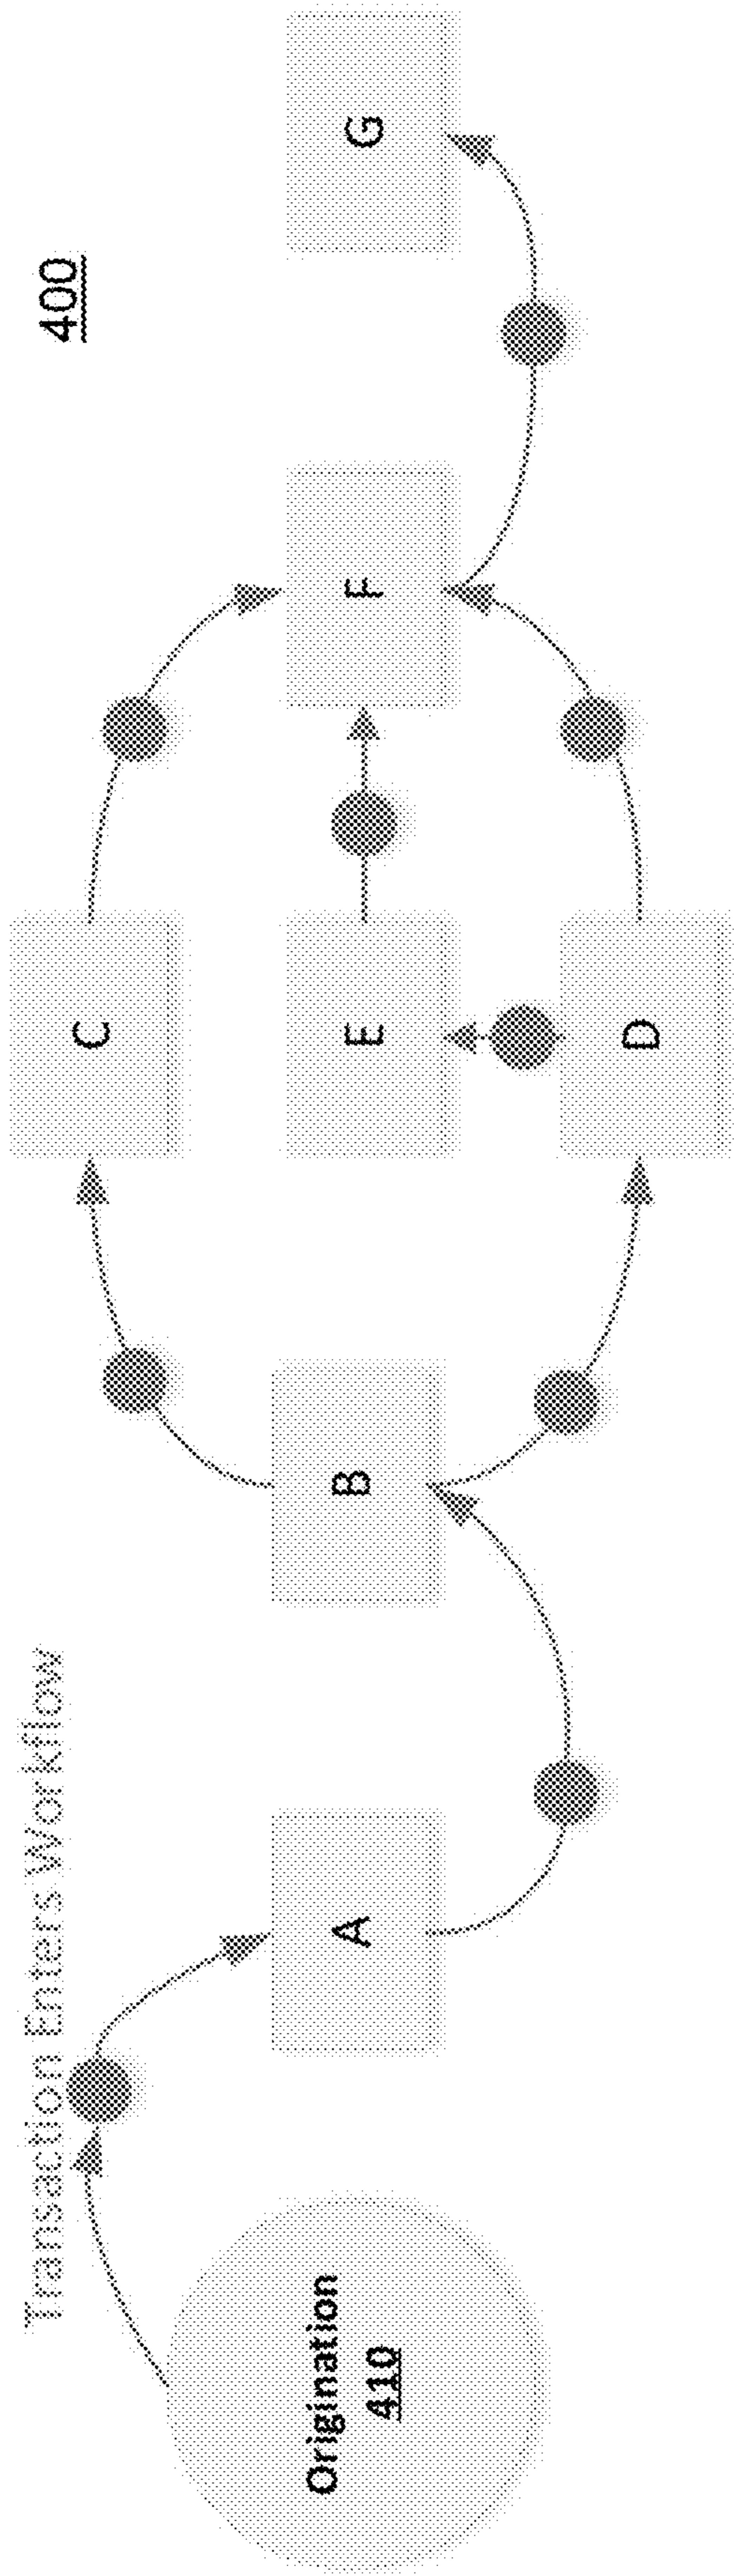 400
Transaction Enters Workflow
Origination
410
A
B
C
E
D
F
G